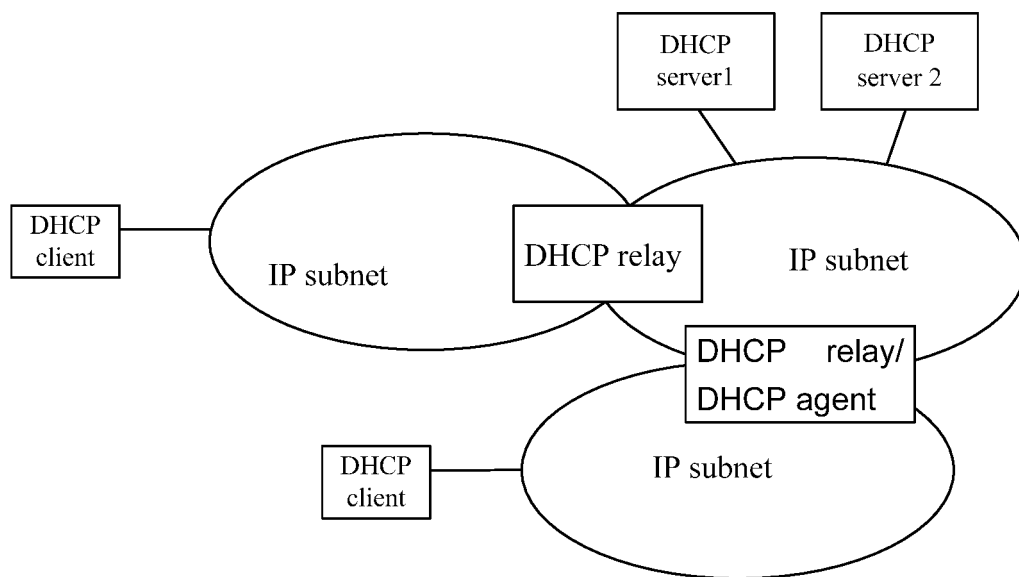 DHCP
server1
DHCP
server 2
DHCP
client
IP subnet
DHCP relay
IP subnet
DHCP relay/
DHCP agent
DHCP
client
IP subnet